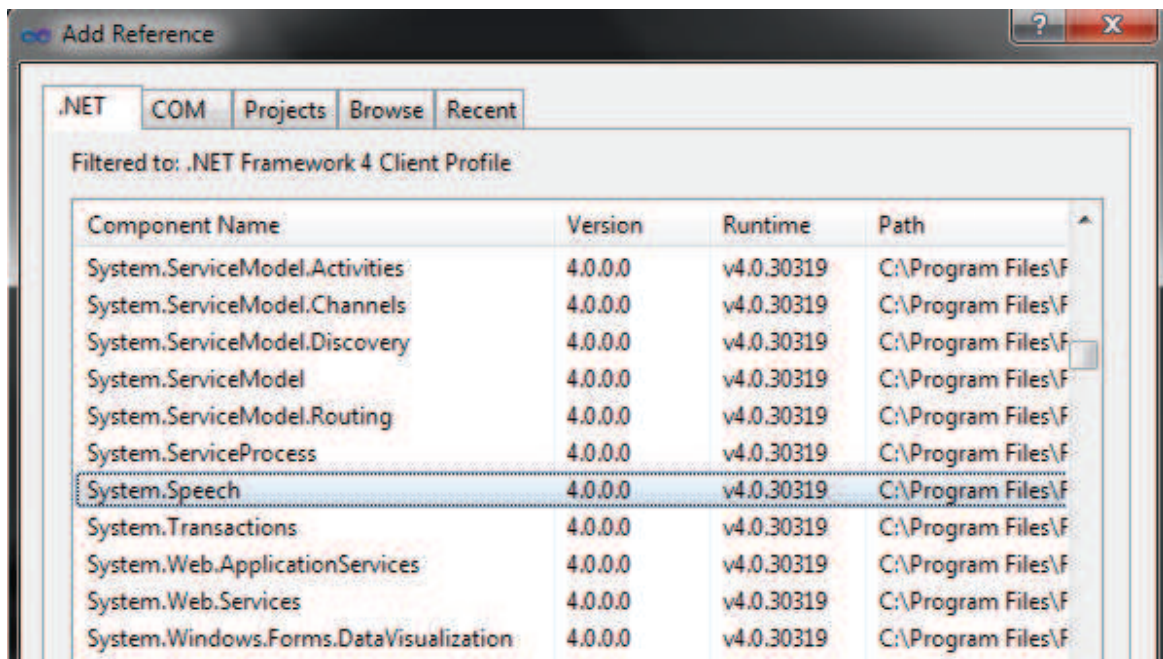 Add Reference
.NET COM Projects Browse Recent
Filtered to: .NET Framework 4 Client Profile
Component Name Version Runtime Path
System.ServiceModel.Activities 4.0.0.0 v4.0.30319 C:\Program Files\F
System.ServiceModel.Channels 4.0.0.0 v4.0.30319 C:\Program Files\F
System.ServiceModel.Discovery 4.0.0.0 v4.0.30319 C:\Program Files\F
System.ServiceModel 4.0.0.0 v4.0.30319 C:\Program Files\F
System.ServiceModel.Routing 4.0.0.0 v4.0.30319 C:\Program Files\F
System.ServiceProcess 4.0.0.0 v4.0.30319 C:\Program Files\F
System.Speech 4.0.0.0 v4.0.30319 C:\Program Files\F
System.Transactions 4.0.0.0 v4.0.30319 C:\Program Files\F
System.Web.ApplicationServices 4.0.0.0 v4.0.30319 C:\Program Files\F
System.Web.Services 4.0.0.0 v4.0.30319 C:\Program Files\F
System.Windows.Forms.DataVisualization 4.0.0.0 v4.0.30319 C:\Program Files\F